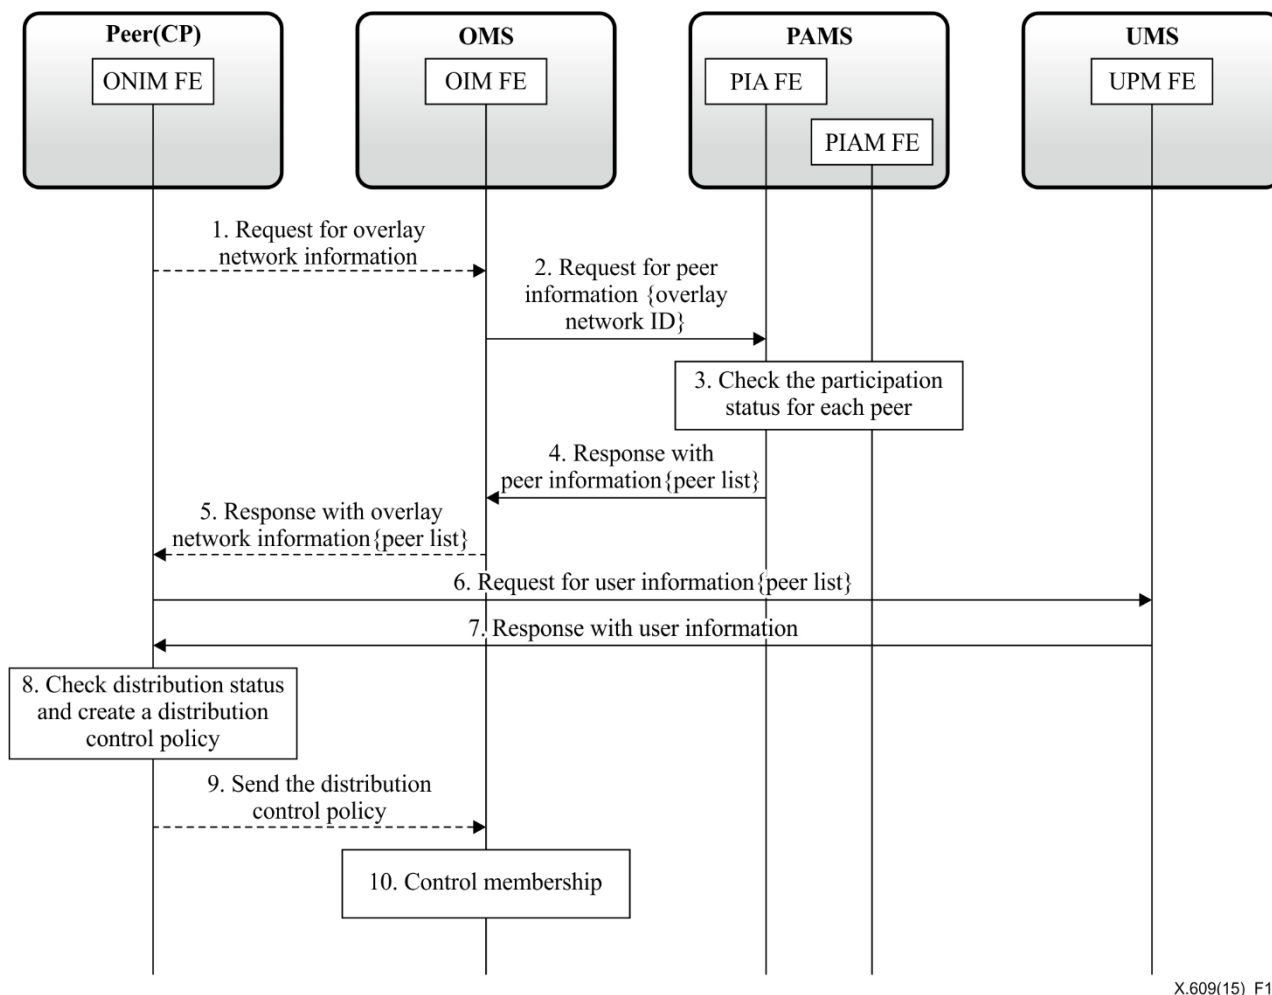 Peer(CP)
OMS
PAMS
UMS
ONIM FE
OIM FE
PIA FE
UPM FE
PIAM FE
1. Request for overlay
network information
2. Request for peer
information {overlay
network ID}
3. Check the participation
status for each peer
4. Response with
peer information{peer list}
5. Response with overlay
network information{peer list}
6. Request for user information{peer list}
7. Response with user information
8. Check distribution status
and create a distribution
control policy
9. Send the distribution
control policy
10. Control membership
X.609(15)_F1